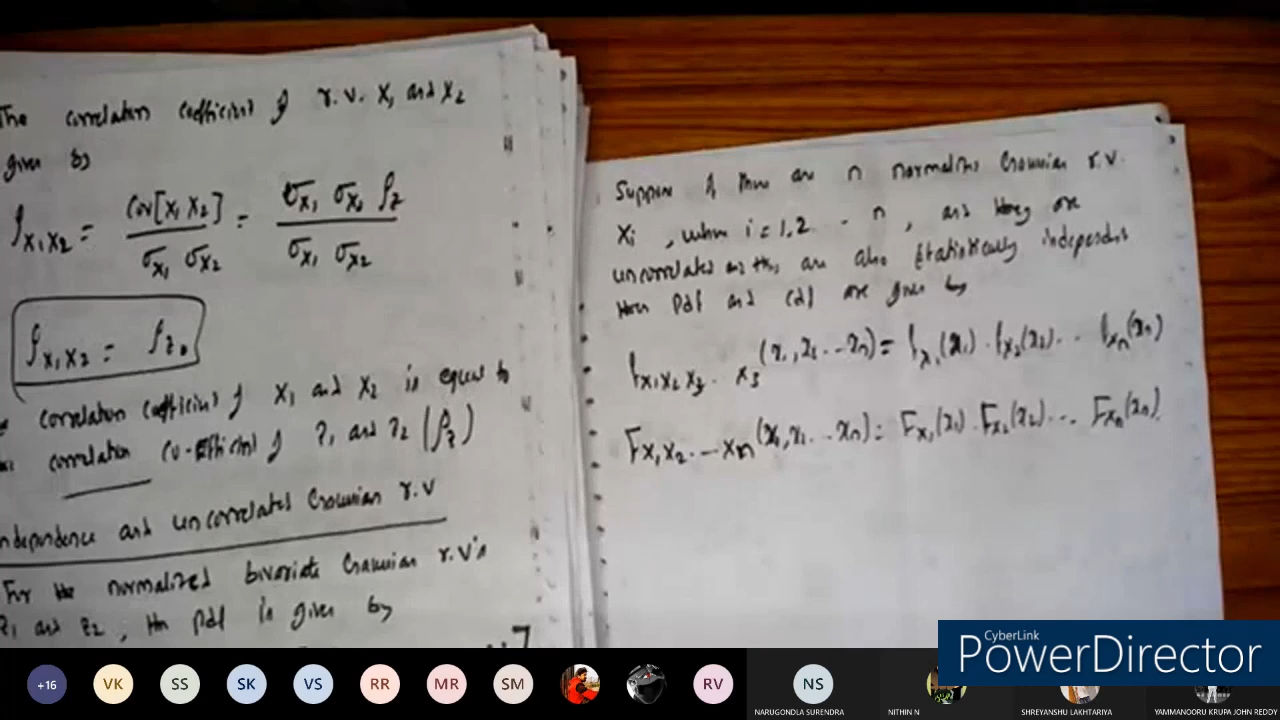 The correlation coefficient of r.v. X₁ and X₂
given by
ρX₁X₂ = Cov[X₁ X₂] / σX₁ σX₂ = σX₁ σX₂ ρz / σX₁ σX₂
ρX₁X₂ = ρz.
correlation coefficient of X₁ and X₂ is equal to
correlation co-efficient of Z₁ and Z₂ (ρz)
ndependence and uncorrelated Gaussian r.v
For the normalized bivariate Gaussian r.v's
Z₁ and Z₂, the pdf is given by
Suppose if there are n normalize Gaussian r.v.
Xi, when i = 1,2 - - n, and they are
uncorrelated as they are also statistically independent
then Pdf and cdf are given by
fX₁X₂X₃ . . X₃ (x₁, x₂ . . - xn) = fX₁(x₁) . fX₂(x₂) . - . fXn(xn)
FX₁X₂ . . - Xn (x₁, x₂ . . - xn) = FX₁(x₁) . FX₂(x₂) . . - FXn(xn).
CyberLink
PowerDirector
+16
VK
SS
SK
VS
RR
MR
SM
RV
NS
NARUGONDLA SURENDRA
NITHIN N
SHREYANSHU LAKHTARIYA
YAMMANOORU KRUPA JOHN REDDY